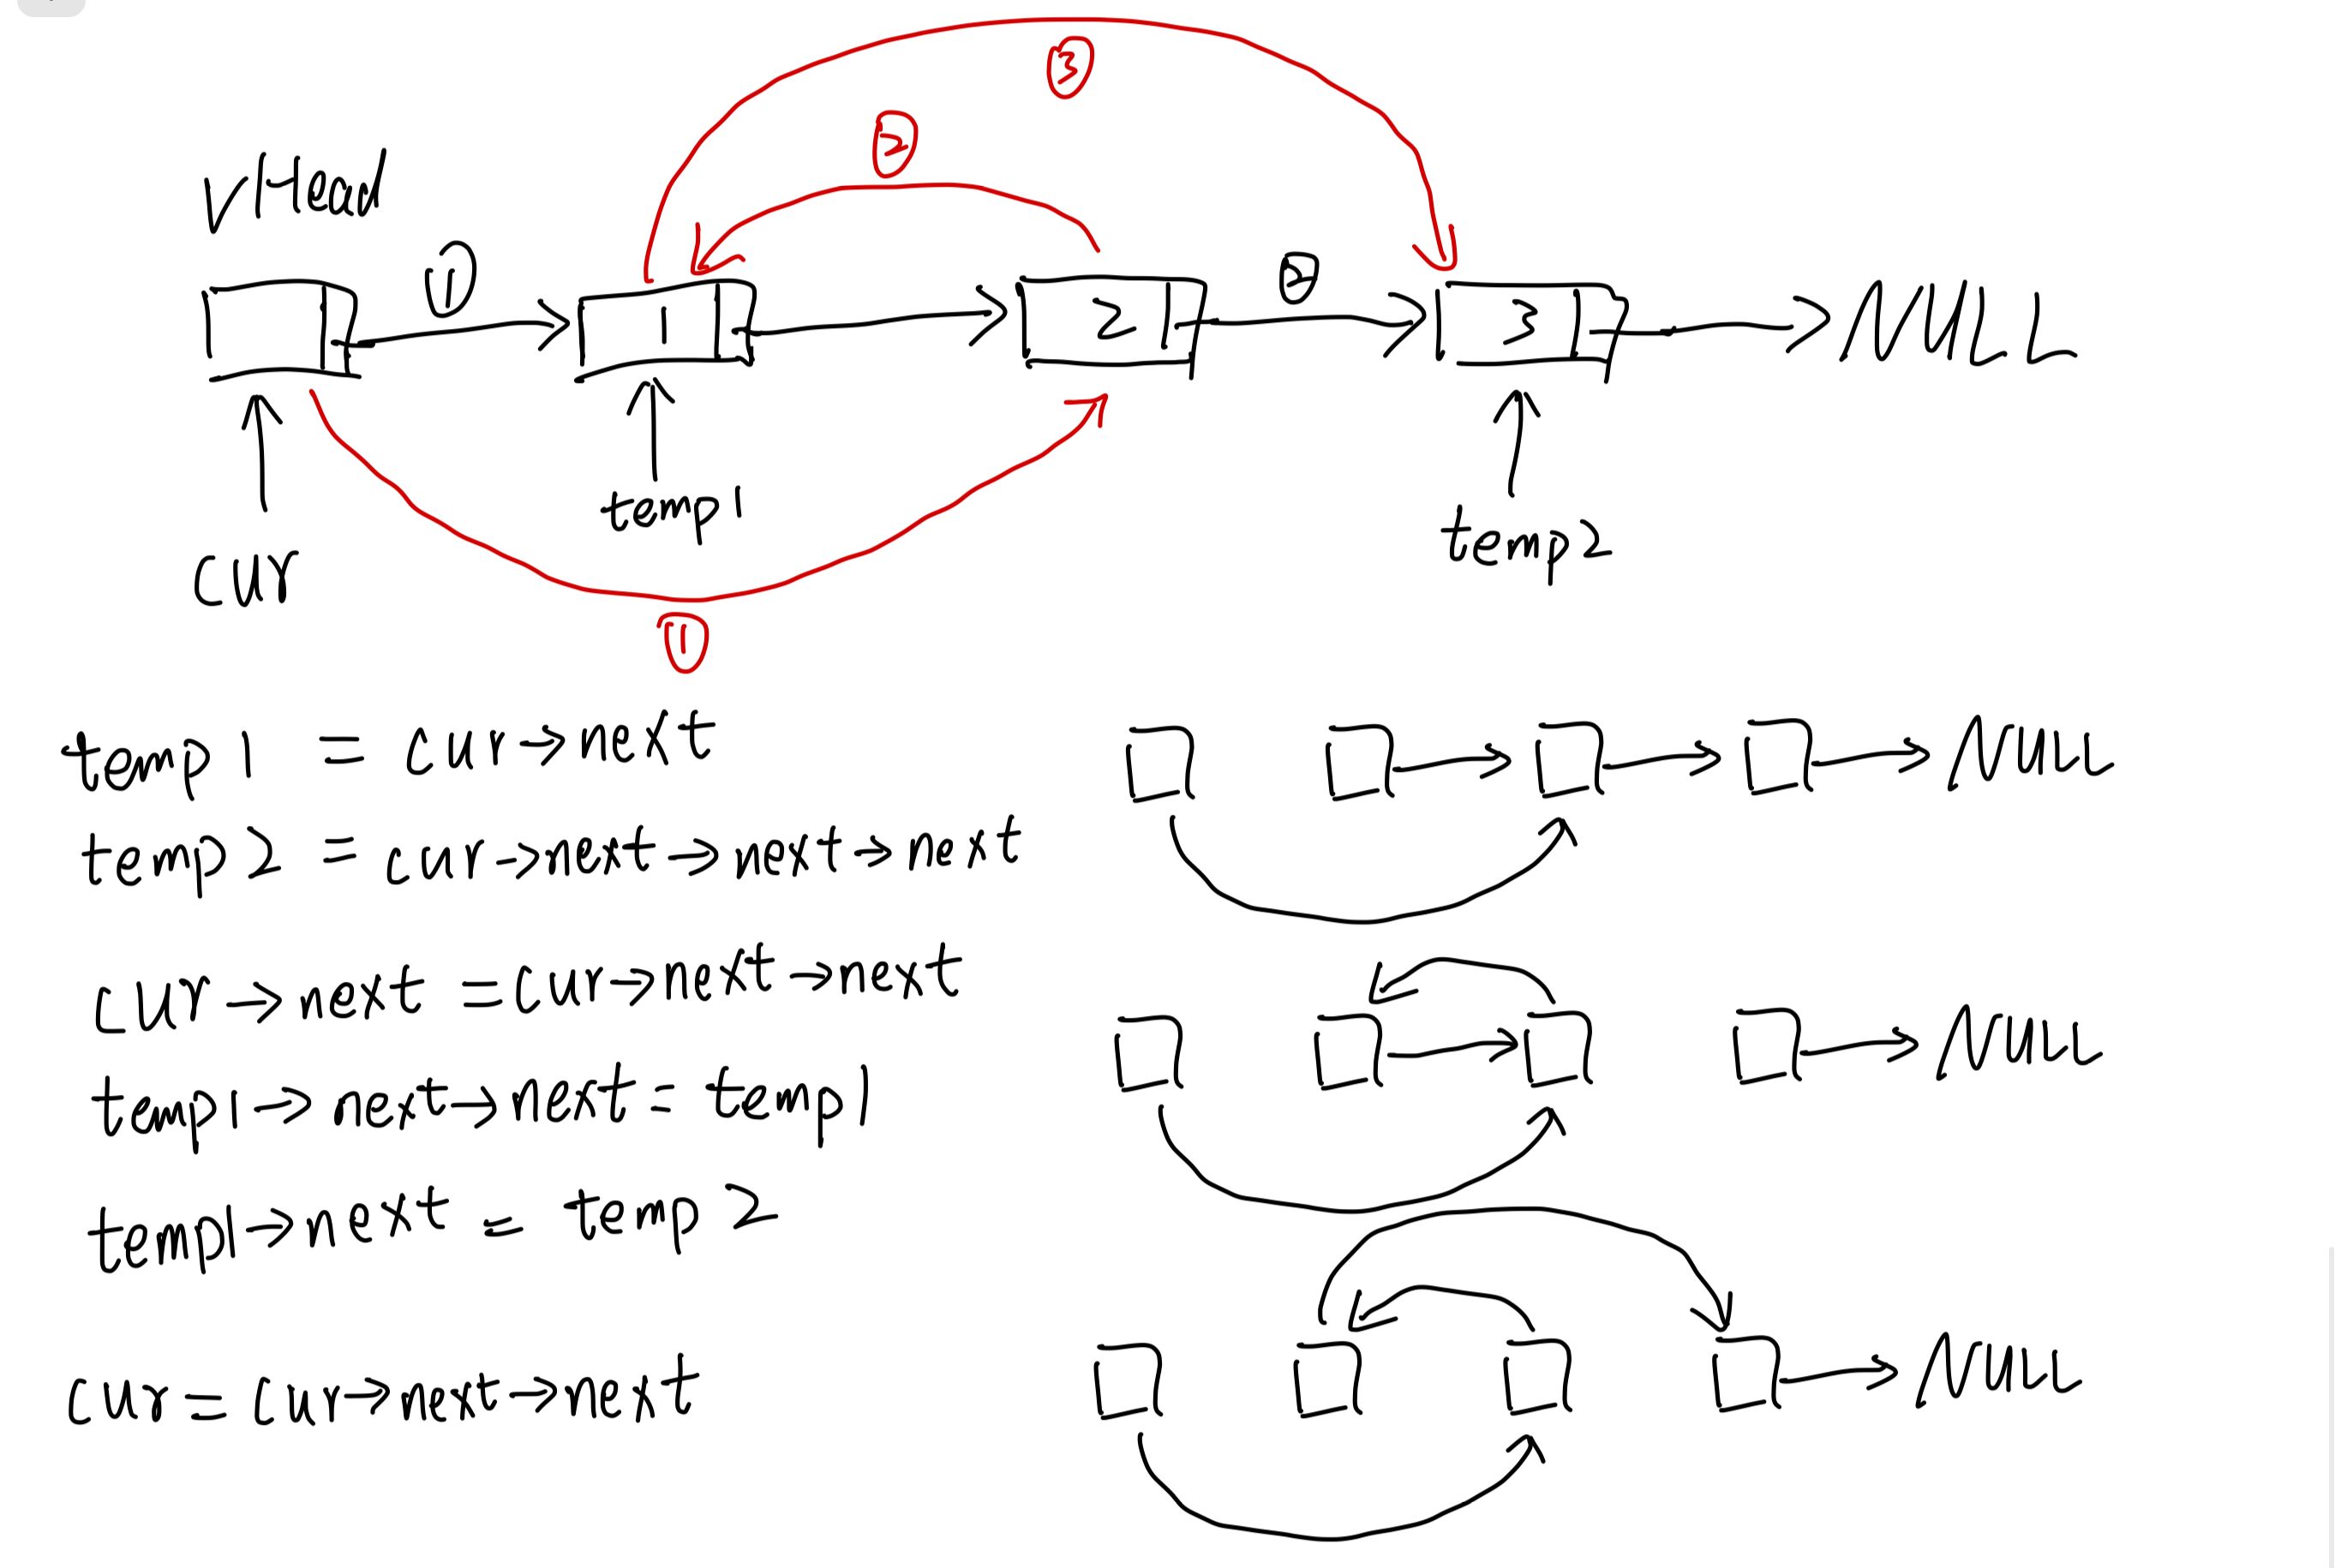 ③
②
vHead
① ②
1 2 3 NULL
temp1
temp2
cur
①
temp1 = cur->next
NULL
temp2 = cur->next->next->next
cur->next = cur->next->next
NULL
temp1->next->next = temp1
temp1->next = temp2
cur = cur->next->next
NULL